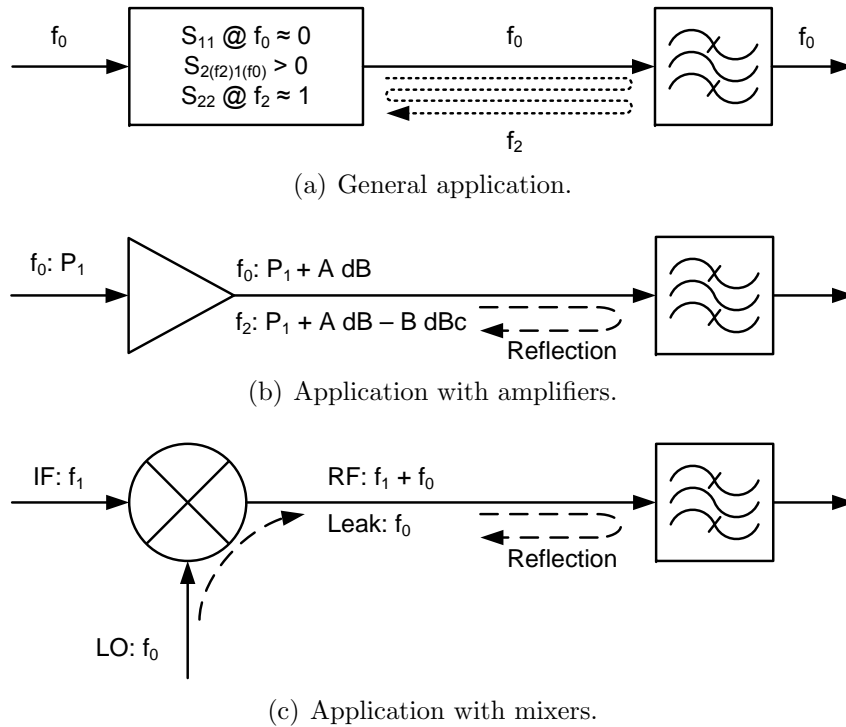 f₀
S₁₁ @ f₀ ≈ 0
S₂₍f₂₎₁₍f₀₎ > 0
S₂₂ @ f₂ ≈ 1
f₀
f₀
f₂
(a) General application.
f₀: P₁
f₀: P₁ + A dB
f₂: P₁ + A dB – B dBc
Reflection
(b) Application with amplifiers.
IF: f₁
RF: f₁ + f₀
Leak: f₀
Reflection
LO: f₀
(c) Application with mixers.